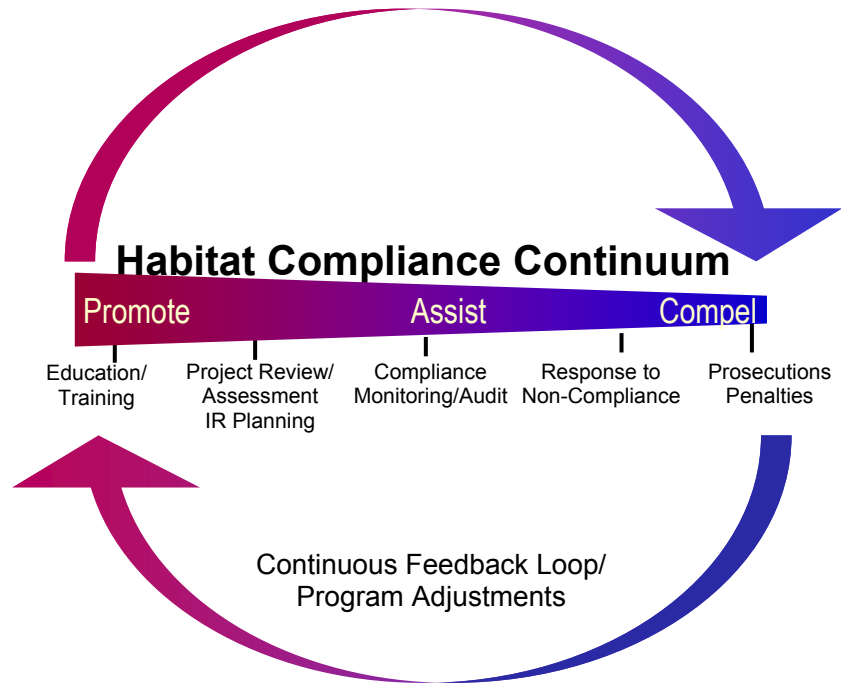 Habitat Compliance Continuum
Promote Assist Compel
Education/
Training
Project Review/
Assessment
IR Planning
Compliance
Monitoring/Audit
Response to
Non-Compliance
Prosecutions
Penalties
Continuous Feedback Loop/
Program Adjustments